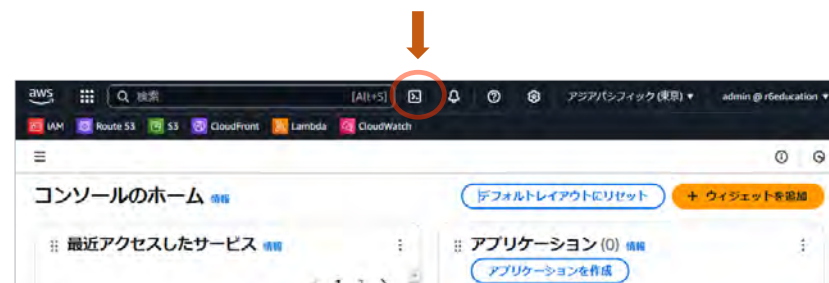 aws 検索 [Alt+S] アジアパシフィック (東京) ▼ admin @ r6education ▼
IAM Route 53 S3 CloudFront Lambda CloudWatch
コンソールのホーム 情報 デフォルトレイアウトにリセット + ウィジェットを追加
最近アクセスしたサービス 情報 アプリケーション (0) 情報
アプリケーションを作成